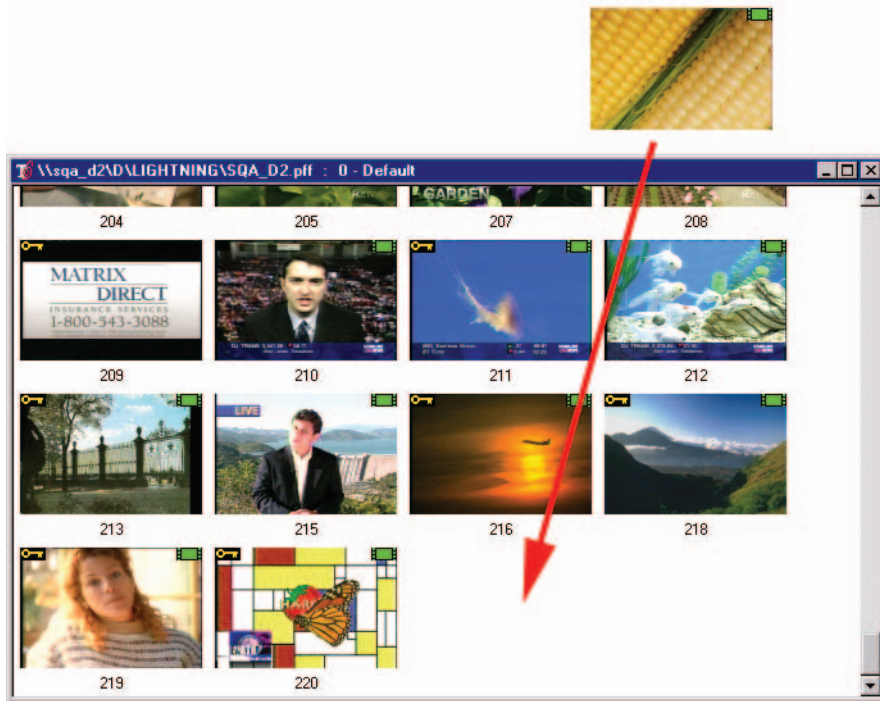 \\sqa_d2\D\LIGHTNING\SQA_D2.pff : 0 - Default
GARDEN
204 205 207 208
MATRIX
DIRECT
INSURANCE SERVICES
1-800-543-3088
209 210 211 212
LIVE
213 215 216 218
219 220